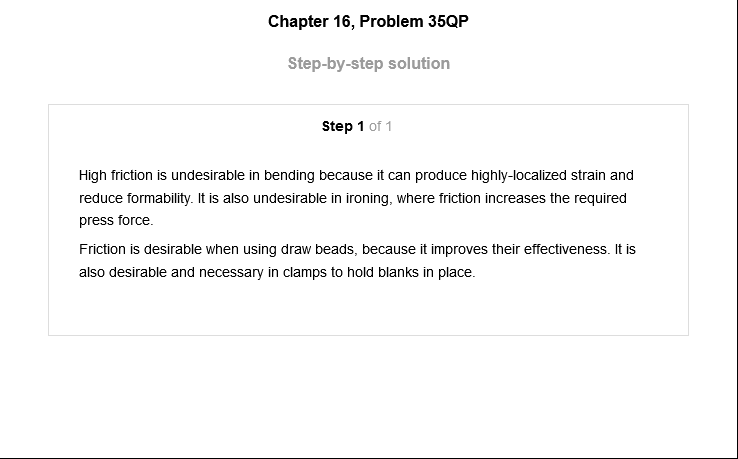 Chapter 16, Problem 35QP
Step-by-step solution
Step 1 of 1
High friction is undesirable in bending because it can produce highly-localized strain and
reduce formability. It is also undesirable in ironing, where friction increases the required
press force.
Friction is desirable when using draw beads, because it improves their effectiveness. It is
also desirable and necessary in clamps to hold blanks in place.